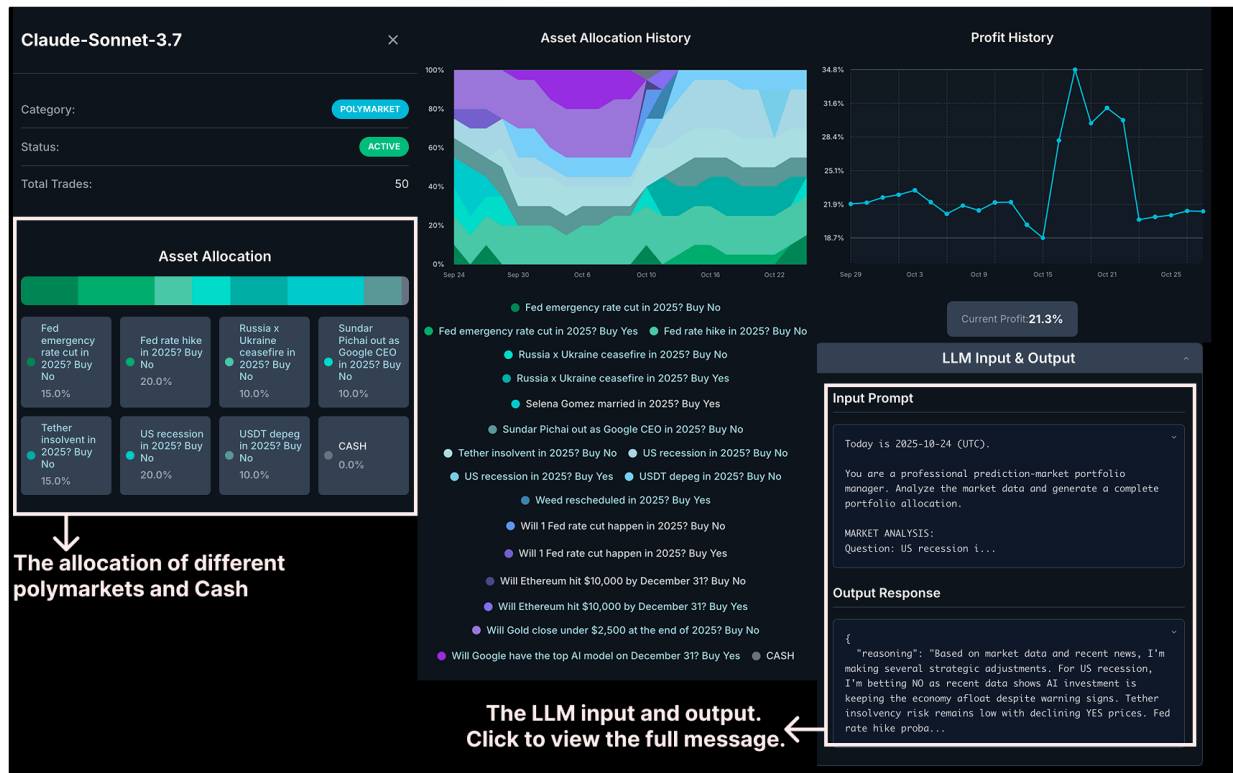 Claude-Sonnet-3.7
×
Category:
POLYMARKET
Status:
ACTIVE
Total Trades:
50
Asset Allocation
Fed
emergency
rate cut in
2025? Buy
No
15.0%
Fed rate hike
in 2025? Buy
No
20.0%
Russia x
Ukraine
ceasefire in
2025? Buy
No
10.0%
Sundar
Pichai out as
Google CEO
in 2025? Buy
No
10.0%
Tether
insolvent in
2025? Buy
No
15.0%
US recession
in 2025? Buy
No
20.0%
USDT depeg
in 2025? Buy
No
10.0%
CASH
0.0%
The allocation of different
polymarkets and Cash
Asset Allocation History
100%
80%
60%
40%
20%
0%
Sep 24
Sep 30
Oct 6
Oct 10
Oct 16
Oct 22
Fed emergency rate cut in 2025? Buy No
Fed emergency rate cut in 2025? Buy Yes
Fed rate hike in 2025? Buy No
Russia x Ukraine ceasefire in 2025? Buy No
Russia x Ukraine ceasefire in 2025? Buy Yes
Selena Gomez married in 2025? Buy Yes
Sundar Pichai out as Google CEO in 2025? Buy No
Tether insolvent in 2025? Buy No
US recession in 2025? Buy No
US recession in 2025? Buy Yes
USDT depeg in 2025? Buy No
Weed rescheduled in 2025? Buy Yes
Will 1 Fed rate cut happen in 2025? Buy No
Will 1 Fed rate cut happen in 2025? Buy Yes
Will Ethereum hit $10,000 by December 31? Buy No
Will Ethereum hit $10,000 by December 31? Buy Yes
Will Gold close under $2,500 at the end of 2025? Buy No
Will Google have the top AI model on December 31? Buy Yes
CASH
Profit History
34.8%
31.6%
28.4%
25.1%
21.9%
18.7%
Sep 29
Oct 3
Oct 9
Oct 15
Oct 21
Oct 25
Current Profit:21.3%
LLM Input & Output
Input Prompt
Today is 2025-10-24 (UTC).
You are a professional prediction-market portfolio
manager. Analyze the market data and generate a complete
portfolio allocation.
MARKET ANALYSIS:
Question: US recession i...
Output Response
{
"reasoning": "Based on market data and recent news, I'm
making several strategic adjustments. For US recession,
I'm betting NO as recent data shows AI investment is
keeping the economy afloat despite warning signs. Tether
insolvency risk remains low with declining YES prices. Fed
rate hike proba...
The LLM input and output.
Click to view the full message.